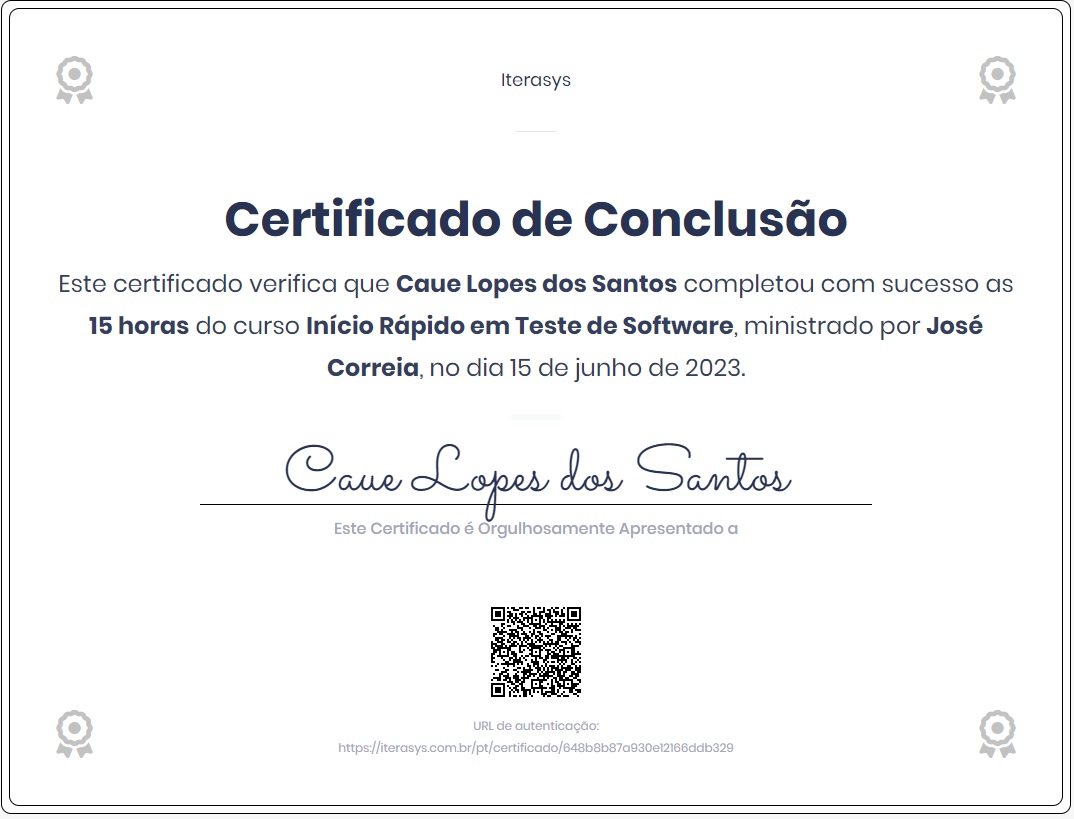 Iterasys
Certificado de Conclusão
Este certificado verifica que Caue Lopes dos Santos completou com sucesso as
15 horas do curso Início Rápido em Teste de Software, ministrado por José
Correia, no dia 15 de junho de 2023.
Caue Lopes dos Santos
Este Certificado é Orgulhosamente Apresentado a
URL de autenticação:
https://iterasys.com.br/pt/certificado/648b8b87a930e12166ddb329